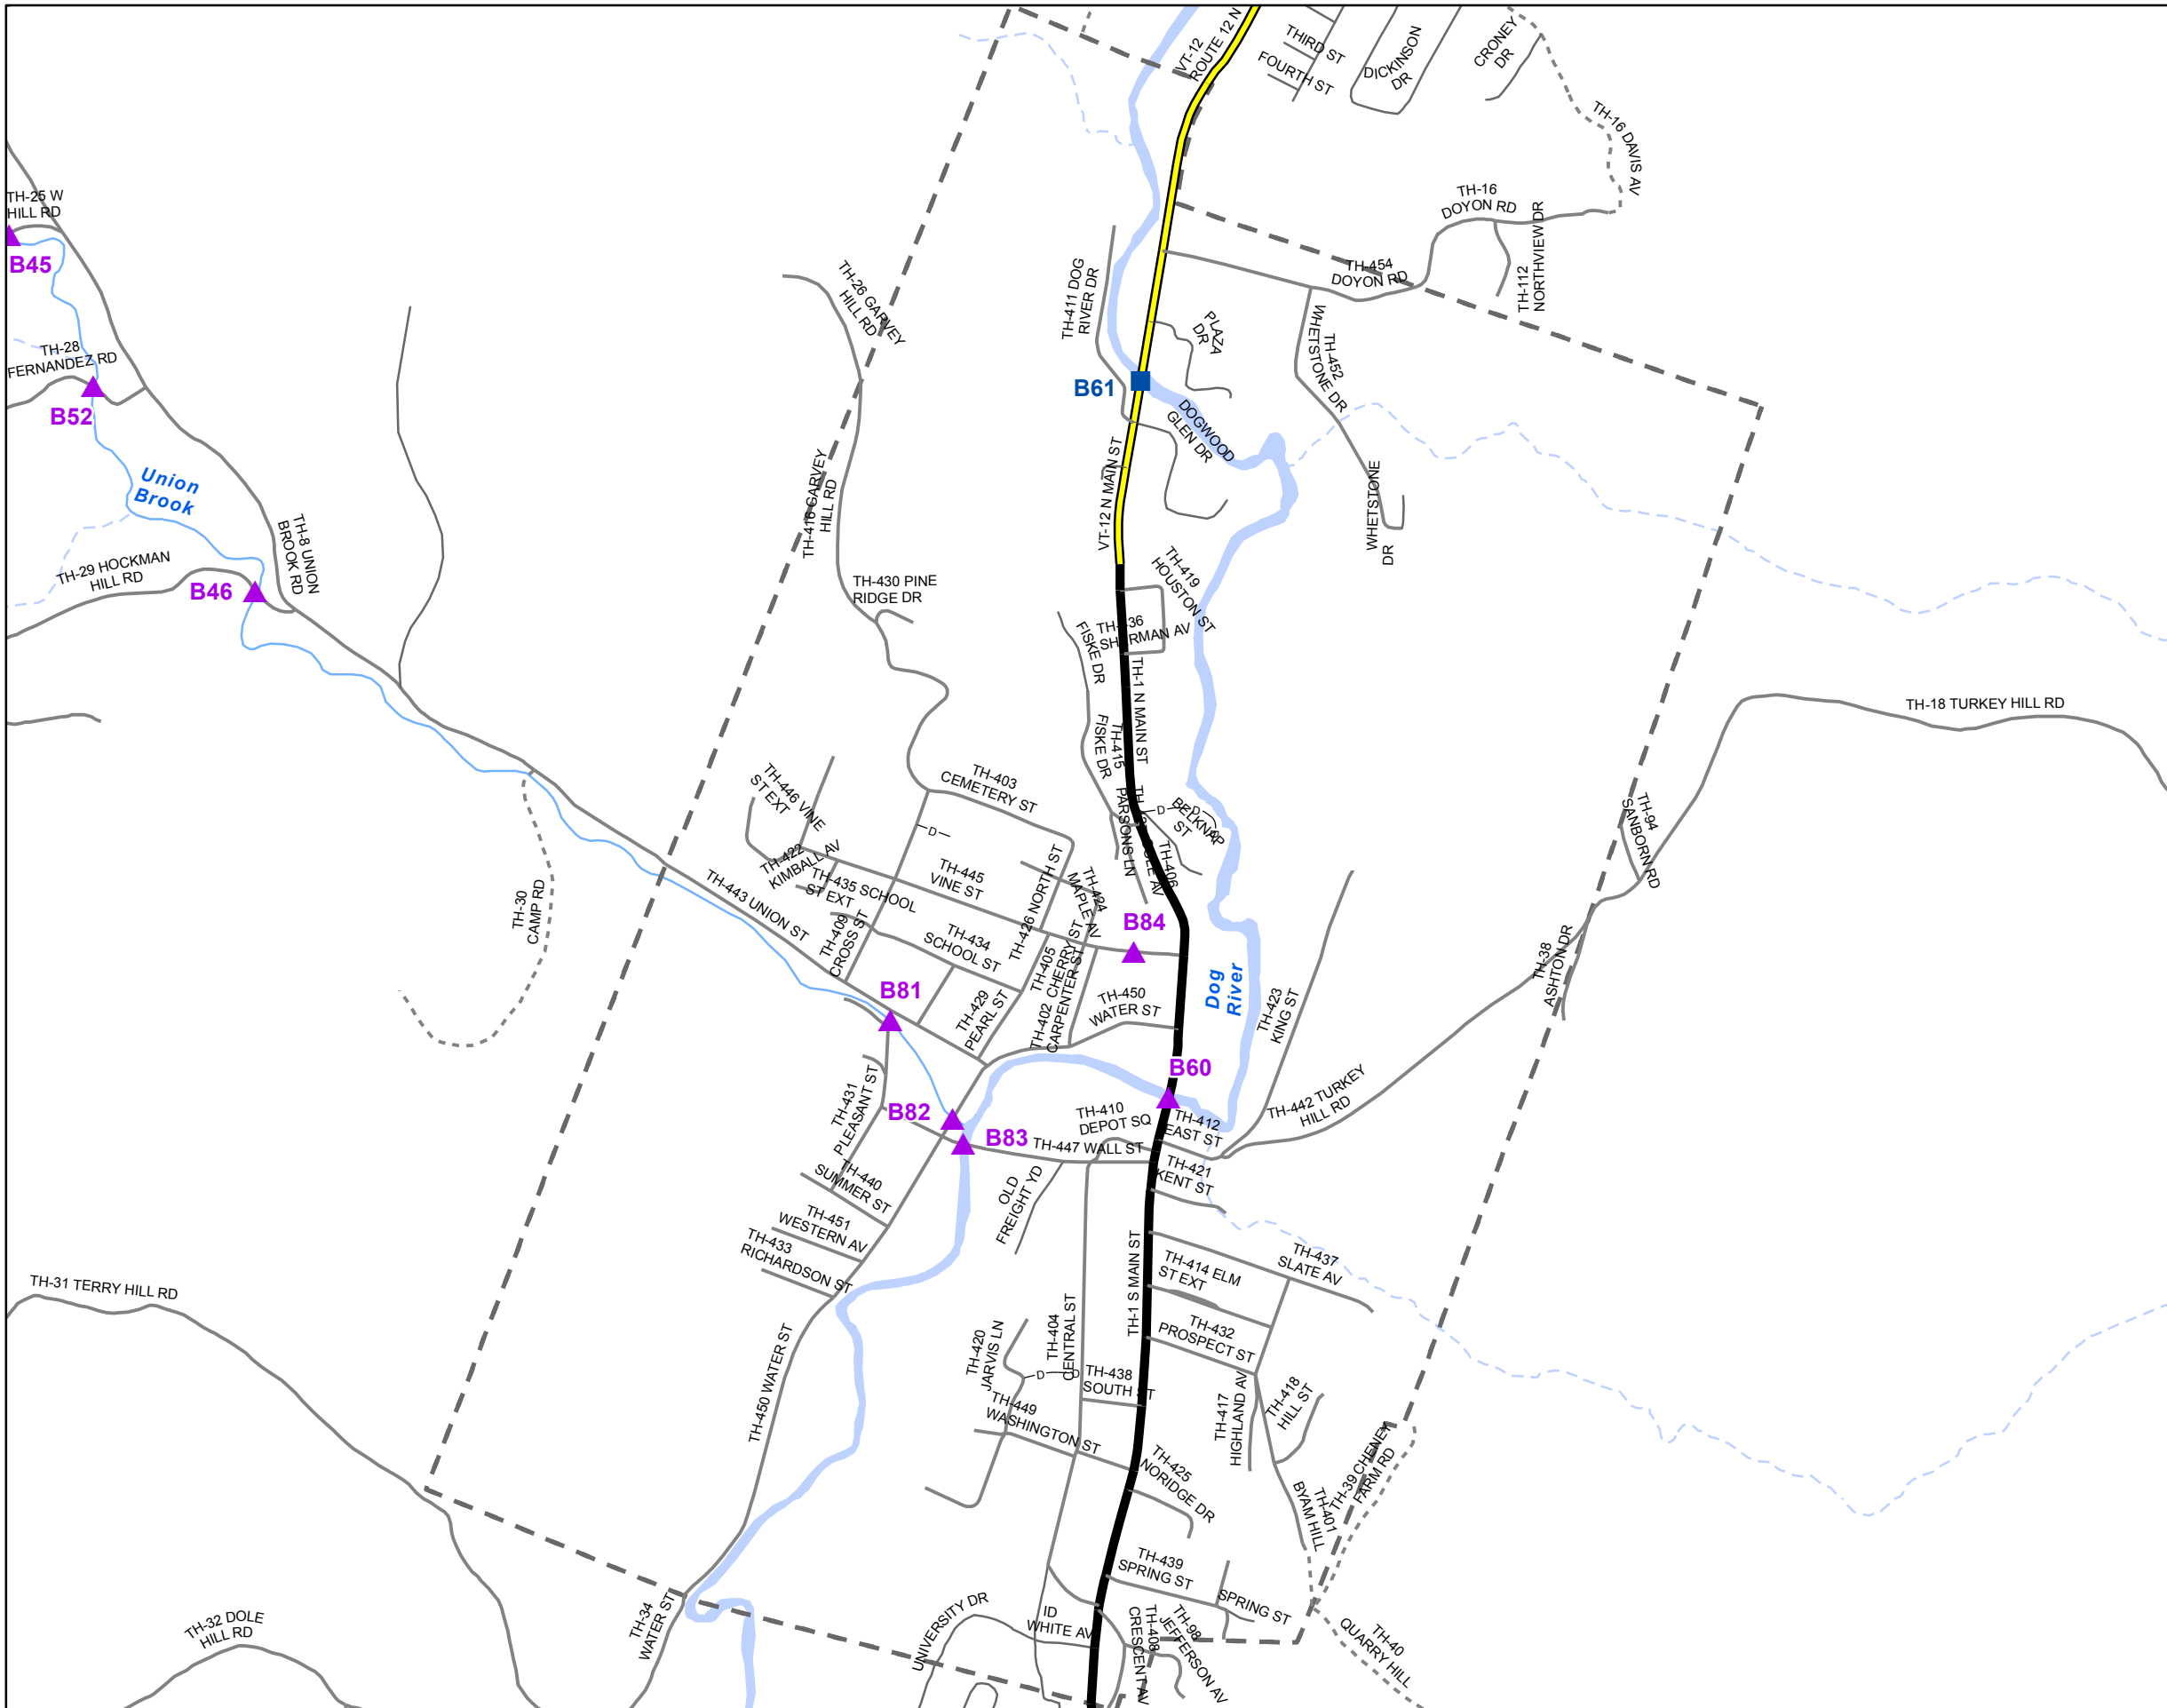 VT-12
ROUTE 12 N
THIRD ST
FOURTH ST
DICKINSON
DR
CRONEY
DR
TH-16 DAVIS AV
TH-25 W
HILL RD
B45
TH-16
DOYON RD
TH-112
NORTHVIEW DR
TH-454
DOYON RD
TH-411 DOG
RIVER DR
TH-26 GARVEY
HILL RD
PLAZA
DR
TH-452
WHETSTONE DR
TH-28
FERNANDEZ RD
B52
B61
DOGWOOD
GLEN DR
VT-12 N MAIN ST
WHETSTONE
DR
Union
Brook
TH-416 GARVEY
HILL RD
TH-8 UNION
BROOK RD
TH-29 HOCKMAN
HILL RD
B46
TH-430 PINE
RIDGE DR
TH-419
HOUSTON ST
TH-436
SHERMAN AV
FISKE DR
TH-1 N MAIN ST
TH-415
FISKE DR
TH-18 TURKEY HILL RD
TH-446 VINE
ST EXT
TH-403
CEMETERY ST
PARSONS LN
D
D
BELKNAP
ST
TH-406
D
TH-94
SANBORN RD
TH-422
KIMBALL AV
TH-435 SCHOOL
ST EXT
TH-445
VINE ST
TH-426 NORTH ST
TH-424
MAPLE AV
TH-443 UNION ST
TH-30
CAMP RD
TH-409
CROSS ST
TH-434
SCHOOL ST
TH-405
CHERRY ST
TH-402
CARPENTER ST
B84
TH-38
ASHTON DR
Dog
River
B81
TH-429
PEARL ST
TH-450
WATER ST
TH-423
KING ST
B60
TH-442 TURKEY
HILL RD
TH-431
PLEASANT ST
B82
B83
TH-410
DEPOT SQ
TH-412
EAST ST
TH-447 WALL ST
TH-421
KENT ST
TH-440
SUMMER ST
OLD
FREIGHT YD
TH-451
WESTERN AV
TH-433
RICHARDSON ST
TH-1 S MAIN ST
TH-437
SLATE AV
TH-414 ELM
ST EXT
TH-31 TERRY HILL RD
TH-432
PROSPECT ST
TH-404
CENTRAL ST
TH-420
JARVIS LN
D
D
TH-438
SOUTH ST
TH-450 WATER ST
TH-449
WASHINGTON ST
TH-417
HIGHLAND AV
TH-418
HILL ST
TH-425
NORIDGE DR
TH-39 CHENEY
FARM RD
TH-401
BYAM HILL
TH-439
SPRING ST
SPRING ST
TH-32 DOLE
HILL RD
TH-34
WATER ST
UNIVERSITY DR
ID
WHITE AV
TH-408
CRESCENT AV
TH-98
JEFFERSON AV
TH-40
QUARRY HILL